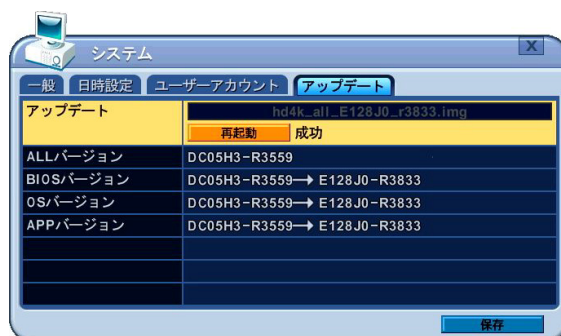 システム
X
一般 日時設定 ユーザーアカウント アップデート
アップデート hd4k_all_E128J0_r3833.img
再起動 成功
ALLバージョン DC05H3-R3559
BIOSバージョン DC05H3-R3559→ E128J0-R3833
OSバージョン DC05H3-R3559→ E128J0-R3833
APPバージョン DC05H3-R3559→ E128J0-R3833
保存